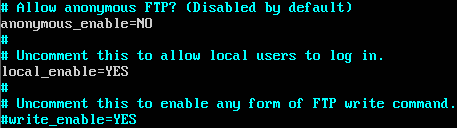 # Allow anonymous FTP? (Disabled by default)
anonymous_enable=NO
#
# Uncomment this to allow local users to log in.
local_enable=YES
#
# Uncomment this to enable any form of FTP write command.
#write_enable=YES